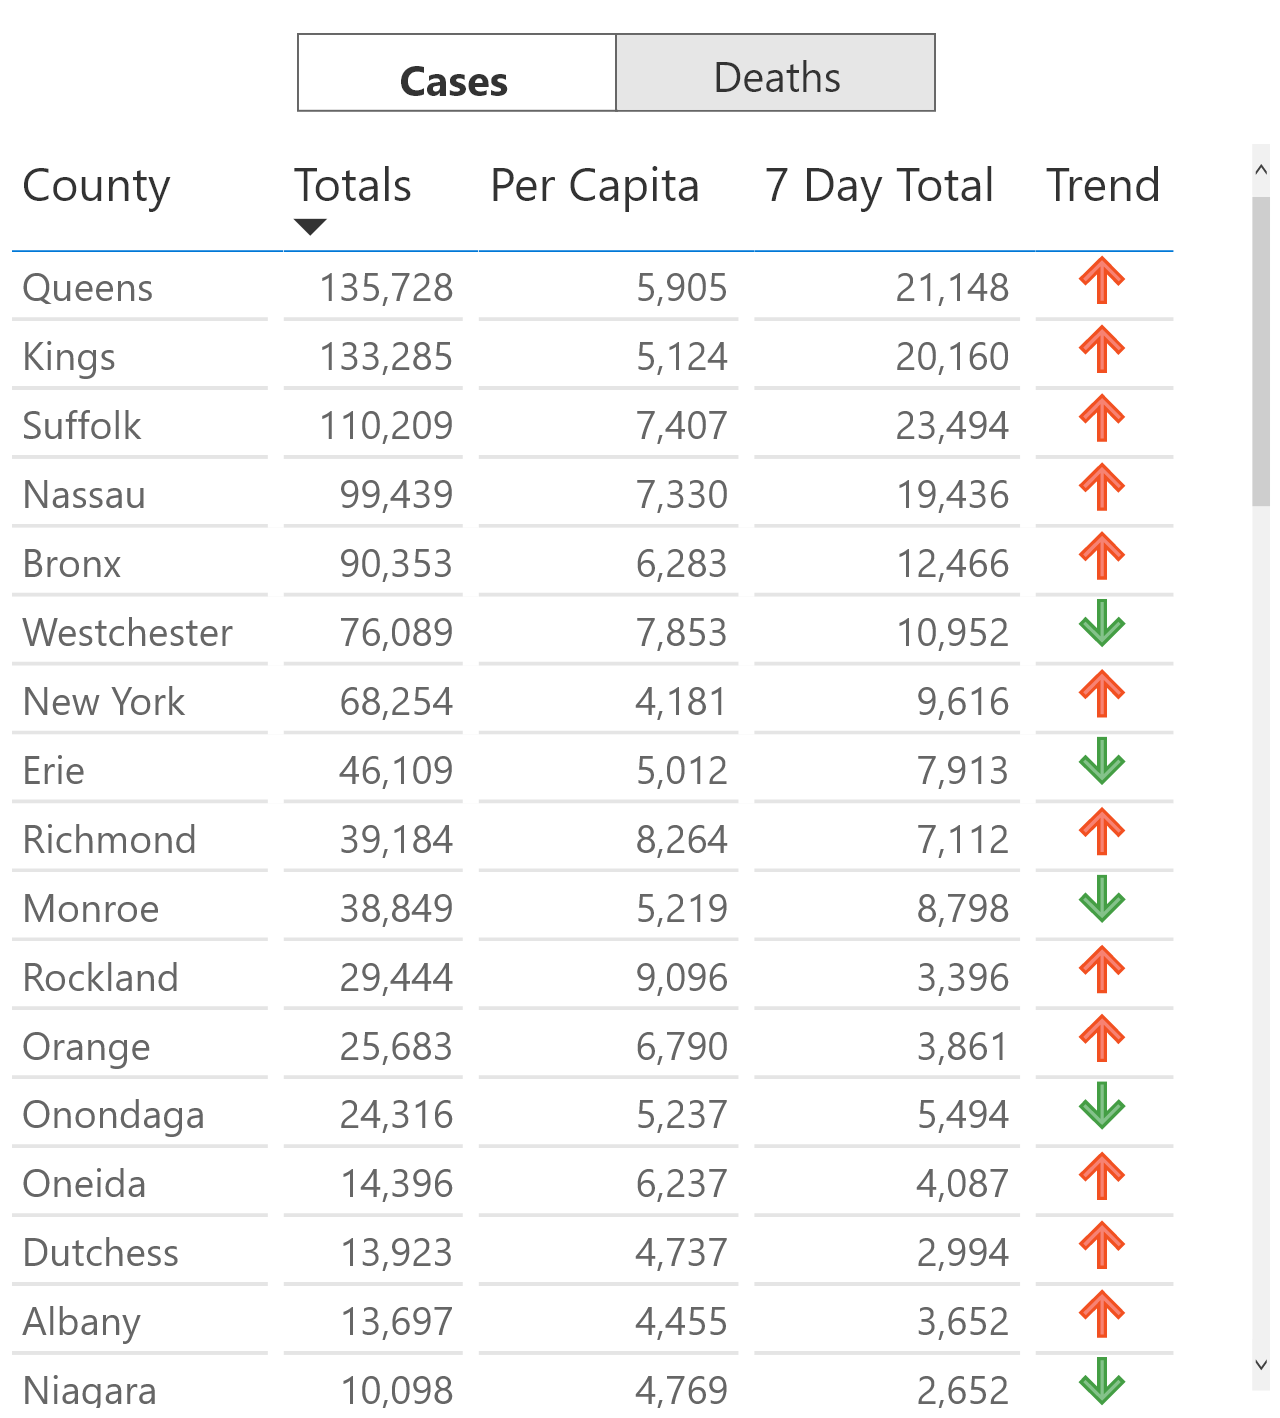 Cases Deaths
County Totals Per Capita 7 Day Total Trend
Queens 135,728 5,905 21,148
Kings 133,285 5,124 20,160
Suffolk 110,209 7,407 23,494
Nassau 99,439 7,330 19,436
Bronx 90,353 6,283 12,466
Westchester 76,089 7,853 10,952
New York 68,254 4,181 9,616
Erie 46,109 5,012 7,913
Richmond 39,184 8,264 7,112
Monroe 38,849 5,219 8,798
Rockland 29,444 9,096 3,396
Orange 25,683 6,790 3,861
Onondaga 24,316 5,237 5,494
Oneida 14,396 6,237 4,087
Dutchess 13,923 4,737 2,994
Albany 13,697 4,455 3,652
Niagara 10,098 4,769 2,652